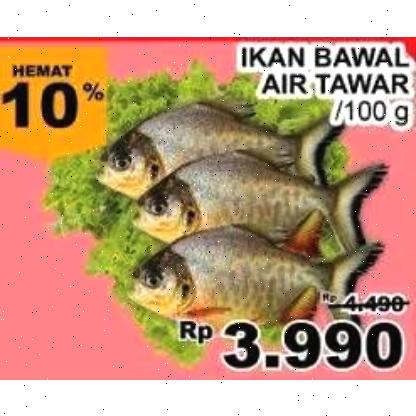 HEMAT
10%
IKAN BAWAL
AIR TAWAR
/100 g
Rp 4.490
Rp 3.990